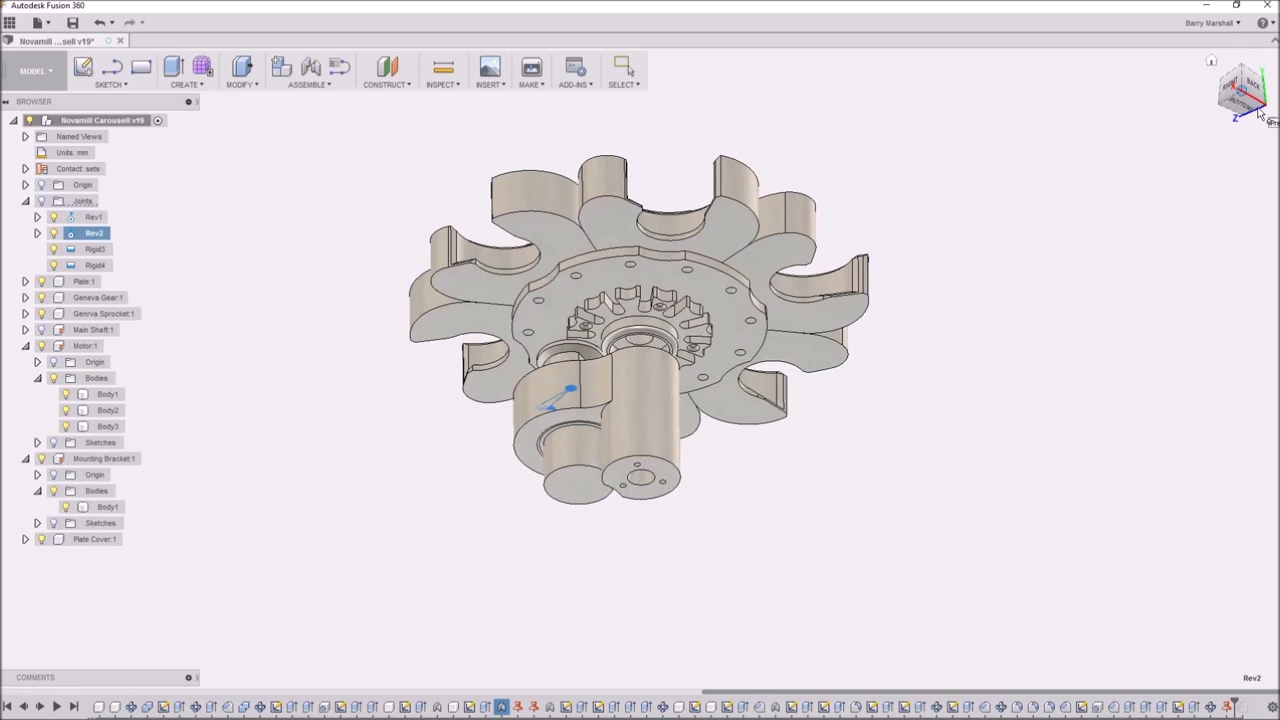 Autodesk Fusion 360
Barry Marshall
Novamill ...sell v19*
MODEL
SKETCH
CREATE
MODIFY
ASSEMBLE
CONSTRUCT
INSPECT
INSERT
MAKE
ADD-INS
SELECT
BROWSER
Novamill Carousell v19
Named Views
Units: mm
Contact: sets
Origin
Joints
Rev1
Rev2
Rigid3
Rigid4
Plate:1
Geneva Gear:1
Genrva Sprocket:1
Main Shaft:1
Motor:1
Origin
Bodies
Body1
Body2
Body3
Sketches
Mounting Bracket:1
Origin
Bodies
Body1
Sketches
Plate Cover:1
BACK
X
Z
COMMENTS
Rev2